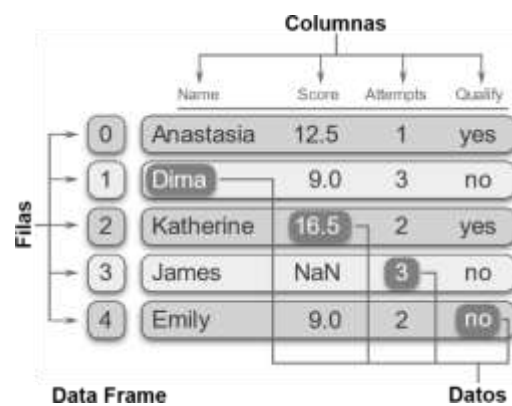 Columnas
Name Score Attempts Qualify
0 Anastasia 12.5 1 yes
1 Dima 9.0 3 no
2 Katherine 16.5 2 yes
3 James NaN 3 no
4 Emily 9.0 2 no
Filas
Data Frame Datos